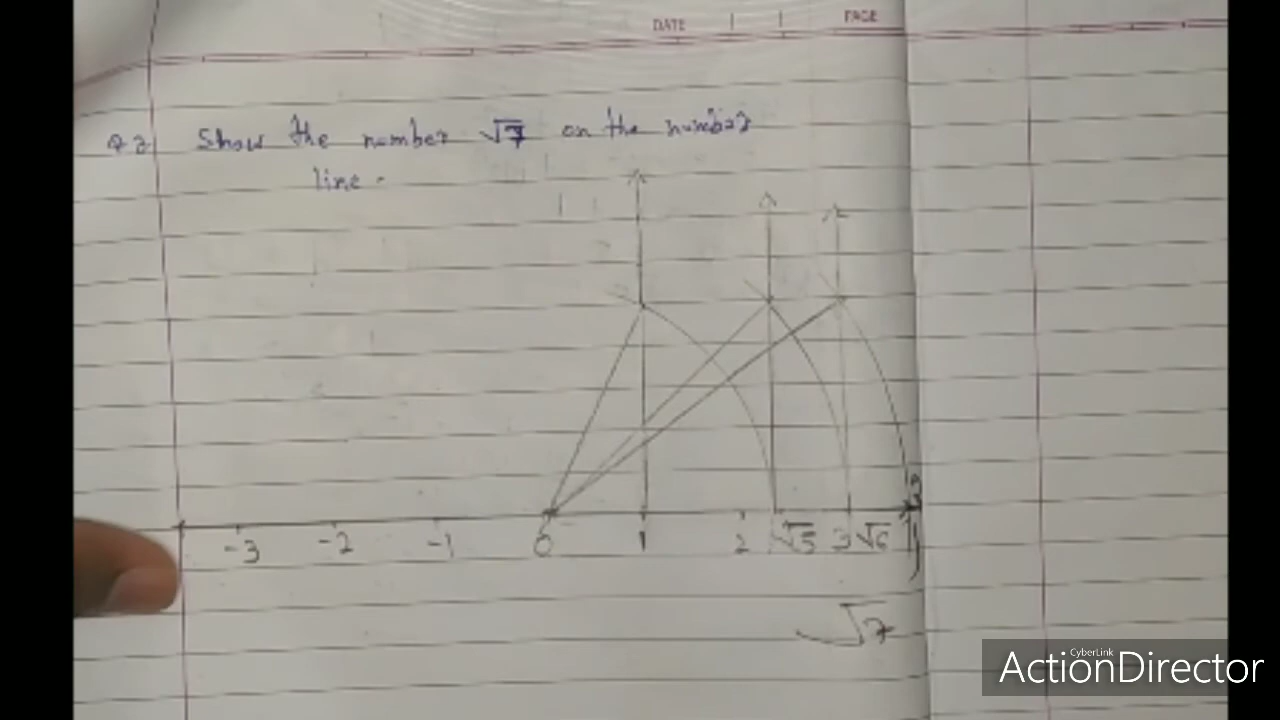 DATE PAGE
Q 2 Show the number √7 on the number
line.
-3 -2 -1 0 1 2 √5 3 √6
√7
CyberLink
ActionDirector